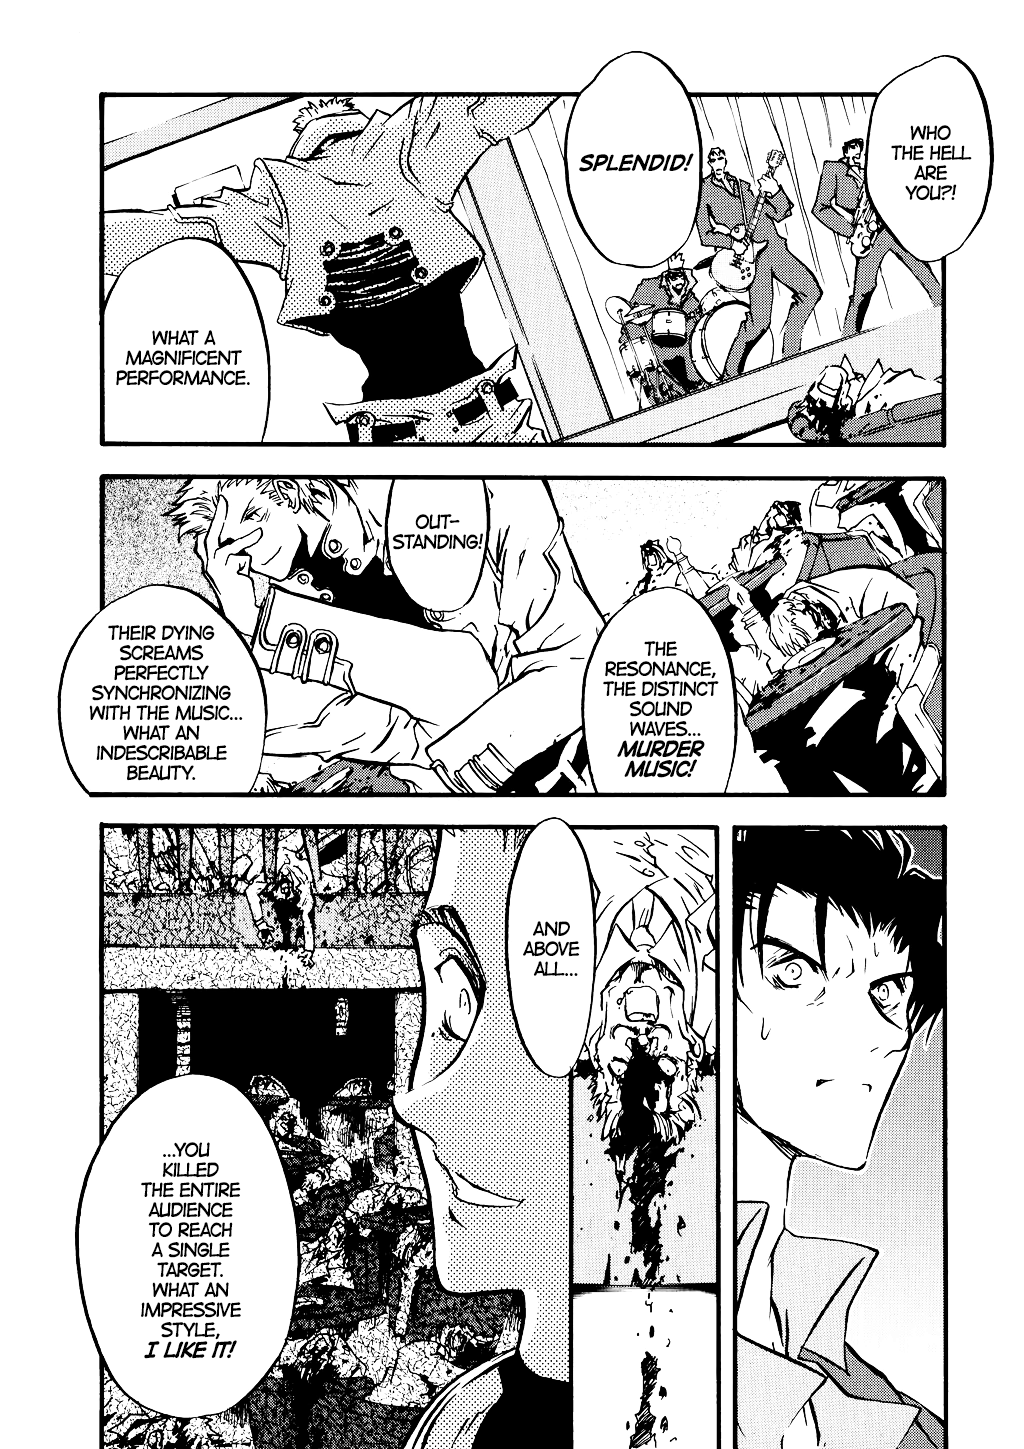 WHO
THE HELL
ARE
YOU?!
SPLENDID!
WHAT A
MAGNIFICENT
PERFORMANCE.
THE
RESONANCE,
THE DISTINCT
SOUND
WAVES...
MURDER
MUSIC!
OUT-
STANDING!
THEIR DYING
SCREAMS
PERFECTLY
SYNCHRONIZING
WITH THE MUSIC...
WHAT AN
INDESCRIBABLE
BEAUTY.
AND
ABOVE
ALL...
...YOU
KILLED
THE ENTIRE
AUDIENCE
TO REACH
A SINGLE
TARGET.
WHAT AN
IMPRESSIVE
STYLE,
I LIKE IT!